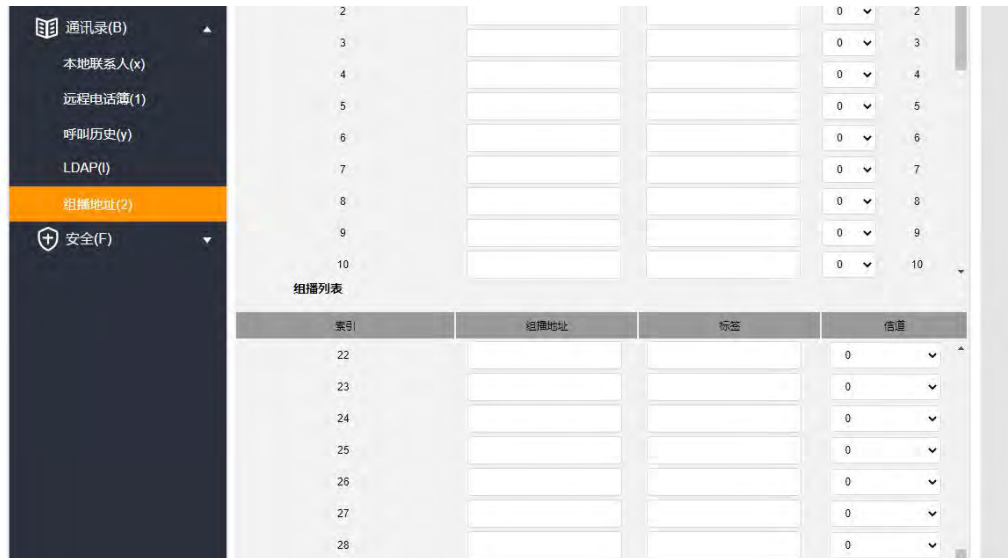 通讯录(B)
本地联系人(x)
远程电话簿(1)
呼叫历史(y)
LDAP(l)
组播地址(2)
安全(F)
2 0 2
3 0 3
4 0 4
5 0 5
6 0 6
7 0 7
8 0 8
9 0 9
10 0 10
组播列表
索引 组播地址 标签 信道
22 0
23 0
24 0
25 0
26 0
27 0
28 0